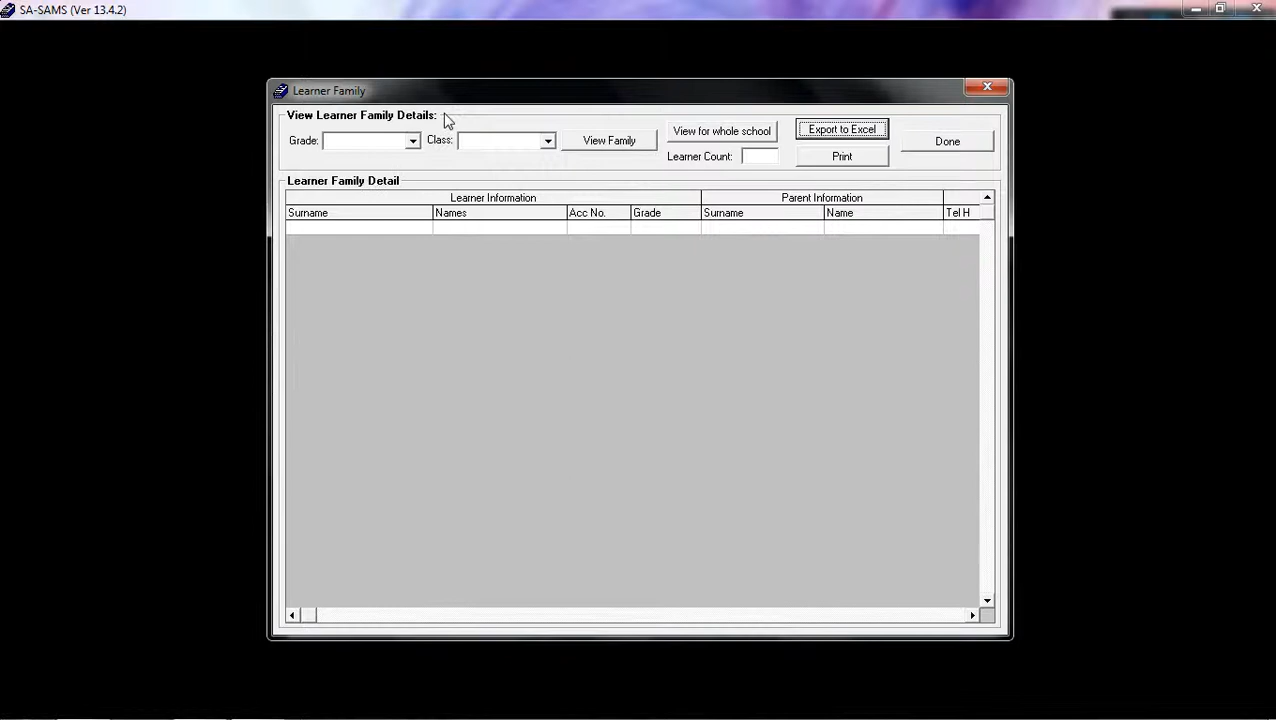 SA-SAMS (Ver 13.4.2)
Learner Family
View Learner Family Details:
Grade:
Class:
View Family
View for whole school
Learner Count:
Export to Excel
Print
Done
Learner Family Detail
Learner Information Parent Information
Surname Names Acc No. Grade Surname Name Tel H